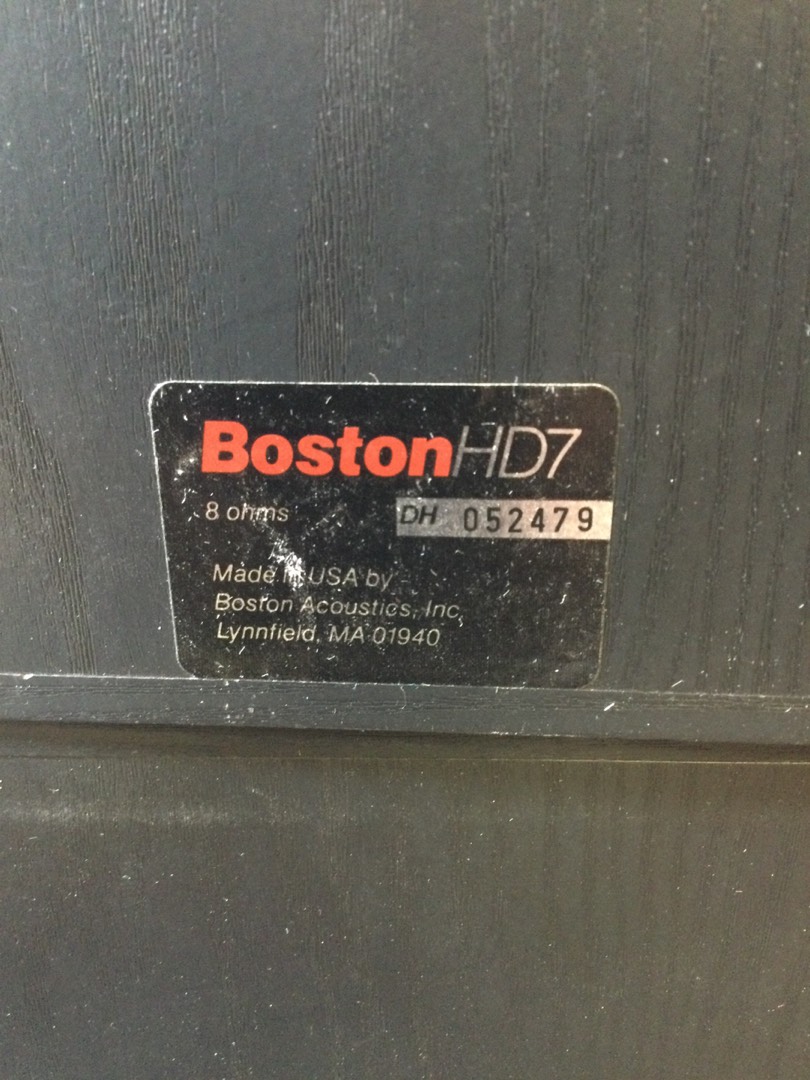 BostonHD7
8 ohms DH 052479
Made in USA by
Boston Acoustics, Inc.
Lynnfield, MA 01940